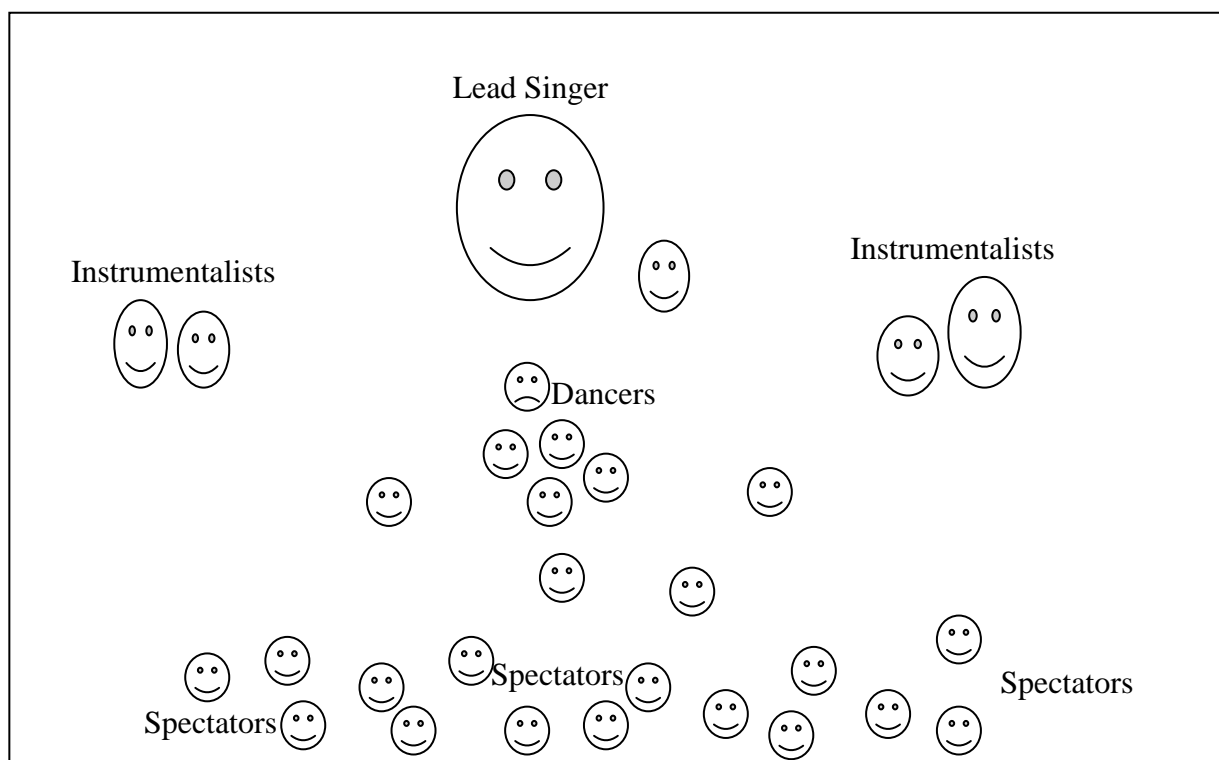 Lead Singer
Instrumentalists
Instrumentalists
Dancers
Spectators
Spectators
Spectators